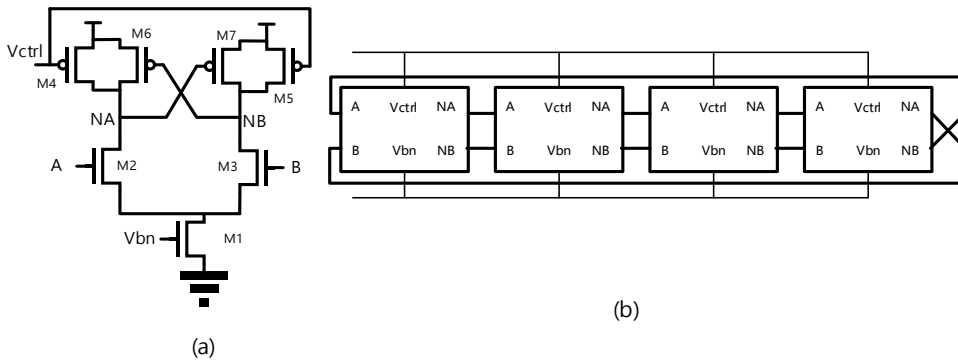 M6
M7
Vctrl
M4
M5
NA
NB
A
M2
M3
B
Vbn
M1
(a)
A Vctrl NA
B Vbn NB
A Vctrl NA
B Vbn NB
A Vctrl NA
B Vbn NB
A Vctrl NA
B Vbn NB
(b)